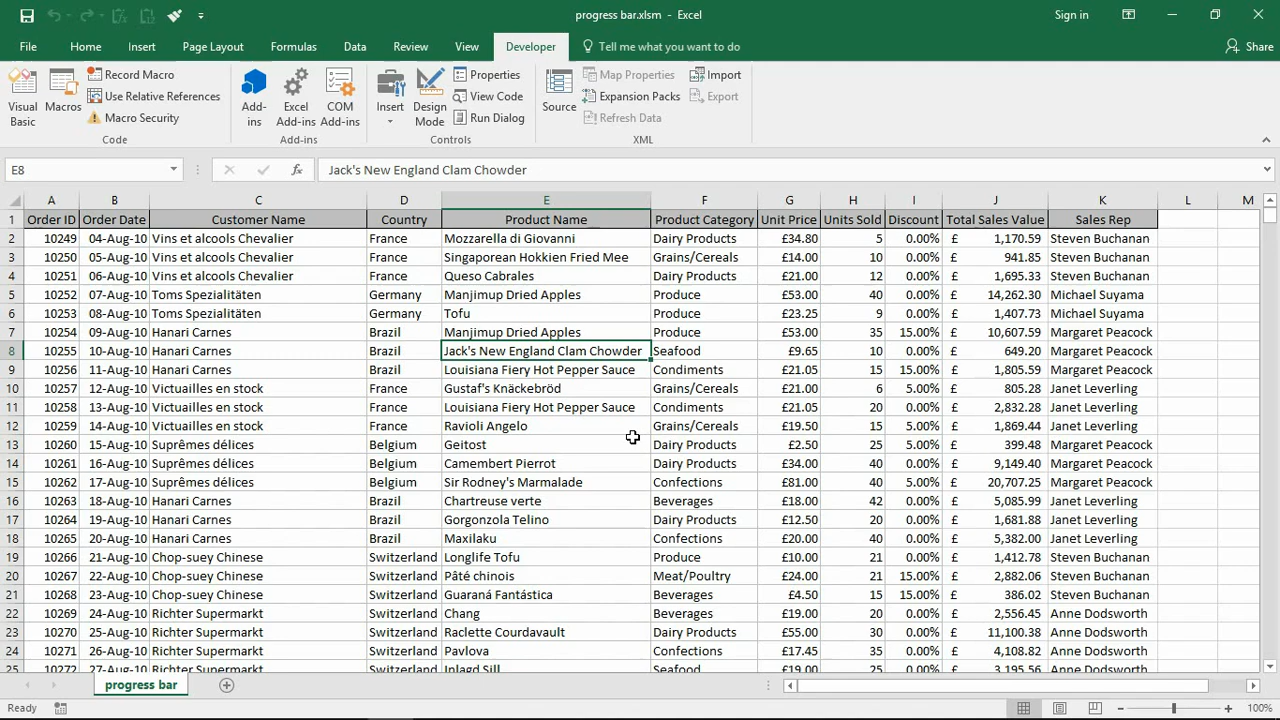 progress bar.xlsm - Excel
Sign in
File Home Insert Page Layout Formulas Data Review View Developer Tell me what you want to do Share
Visual Basic
Macros
Record Macro
Use Relative References
Macro Security
Code
Add-ins
Excel Add-ins
COM Add-ins
Add-ins
Insert
Design Mode
Properties
View Code
Run Dialog
Controls
Source
Map Properties
Expansion Packs
Refresh Data
Import
Export
XML
E8 fx Jack's New England Clam Chowder
A B C D E F G H I J K L M
1 Order ID Order Date Customer Name Country Product Name Product Category Unit Price Units Sold Discount Total Sales Value Sales Rep
2 10249 04-Aug-10 Vins et alcools Chevalier France Mozzarella di Giovanni Dairy Products £34.80 5 0.00% £ 1,170.59 Steven Buchanan
3 10250 05-Aug-10 Vins et alcools Chevalier France Singaporean Hokkien Fried Mee Grains/Cereals £14.00 10 0.00% £ 941.85 Steven Buchanan
4 10251 06-Aug-10 Vins et alcools Chevalier France Queso Cabrales Dairy Products £21.00 12 0.00% £ 1,695.33 Steven Buchanan
5 10252 07-Aug-10 Toms Spezialitäten Germany Manjimup Dried Apples Produce £53.00 40 0.00% £ 14,262.30 Michael Suyama
6 10253 08-Aug-10 Toms Spezialitäten Germany Tofu Produce £23.25 9 0.00% £ 1,407.73 Michael Suyama
7 10254 09-Aug-10 Hanari Carnes Brazil Manjimup Dried Apples Produce £53.00 35 15.00% £ 10,607.59 Margaret Peacock
8 10255 10-Aug-10 Hanari Carnes Brazil Jack's New England Clam Chowder Seafood £9.65 10 0.00% £ 649.20 Margaret Peacock
9 10256 11-Aug-10 Hanari Carnes Brazil Louisiana Fiery Hot Pepper Sauce Condiments £21.05 15 15.00% £ 1,805.59 Margaret Peacock
10 10257 12-Aug-10 Victuailles en stock France Gustaf's Knäckebröd Grains/Cereals £21.00 6 5.00% £ 805.28 Janet Leverling
11 10258 13-Aug-10 Victuailles en stock France Louisiana Fiery Hot Pepper Sauce Condiments £21.05 20 0.00% £ 2,832.28 Janet Leverling
12 10259 14-Aug-10 Victuailles en stock France Ravioli Angelo Grains/Cereals £19.50 15 5.00% £ 1,869.44 Janet Leverling
13 10260 15-Aug-10 Suprêmes délices Belgium Geitost Dairy Products £2.50 25 5.00% £ 399.48 Margaret Peacock
14 10261 16-Aug-10 Suprêmes délices Belgium Camembert Pierrot Dairy Products £34.00 40 5.00% £ 9,149.40 Margaret Peacock
15 10262 17-Aug-10 Suprêmes délices Belgium Sir Rodney's Marmalade Confections £81.00 40 5.00% £ 20,707.25 Margaret Peacock
16 10263 18-Aug-10 Hanari Carnes Brazil Chartreuse verte Beverages £18.00 42 0.00% £ 5,085.99 Janet Leverling
17 10264 19-Aug-10 Hanari Carnes Brazil Gorgonzola Telino Dairy Products £12.50 20 0.00% £ 1,681.88 Janet Leverling
18 10265 20-Aug-10 Hanari Carnes Brazil Maxilaku Confections £20.00 40 0.00% £ 5,382.00 Janet Leverling
19 10266 21-Aug-10 Chop-suey Chinese Switzerland Longlife Tofu Produce £10.00 21 0.00% £ 1,412.78 Steven Buchanan
20 10267 22-Aug-10 Chop-suey Chinese Switzerland Pâté chinois Meat/Poultry £24.00 21 15.00% £ 2,882.06 Steven Buchanan
21 10268 23-Aug-10 Chop-suey Chinese Switzerland Guaraná Fantástica Beverages £4.50 15 15.00% £ 386.02 Steven Buchanan
22 10269 24-Aug-10 Richter Supermarkt Switzerland Chang Beverages £19.00 20 0.00% £ 2,556.45 Anne Dodsworth
23 10270 25-Aug-10 Richter Supermarkt Switzerland Raclette Courdavault Dairy Products £55.00 30 0.00% £ 11,100.38 Anne Dodsworth
24 10271 26-Aug-10 Richter Supermarkt Switzerland Pavlova Confections £17.45 35 0.00% £ 4,108.82 Anne Dodsworth
25 10272 27-Aug-10 Richter Supermarkt Switzerland Inlagd Sill Seafood £19.00 25 0.00% £ 3,195.56 Anne Dodsworth
progress bar
Ready 100%